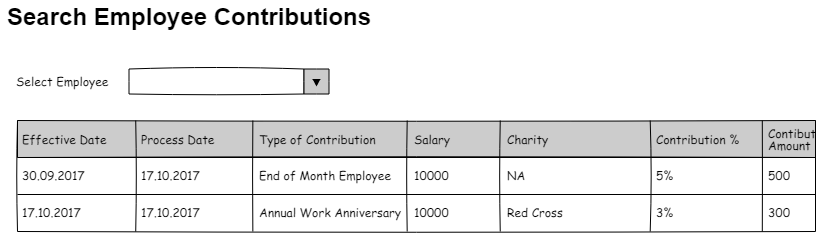 Search Employee Contributions
Select Employee
Effective Date Process Date Type of Contribution Salary Charity Contribution % Contibut
Amount
30.09.2017 17.10.2017 End of Month Employee 10000 NA 5% 500
17.10.2017 17.10.2017 Annual Work Anniversary 10000 Red Cross 3% 300